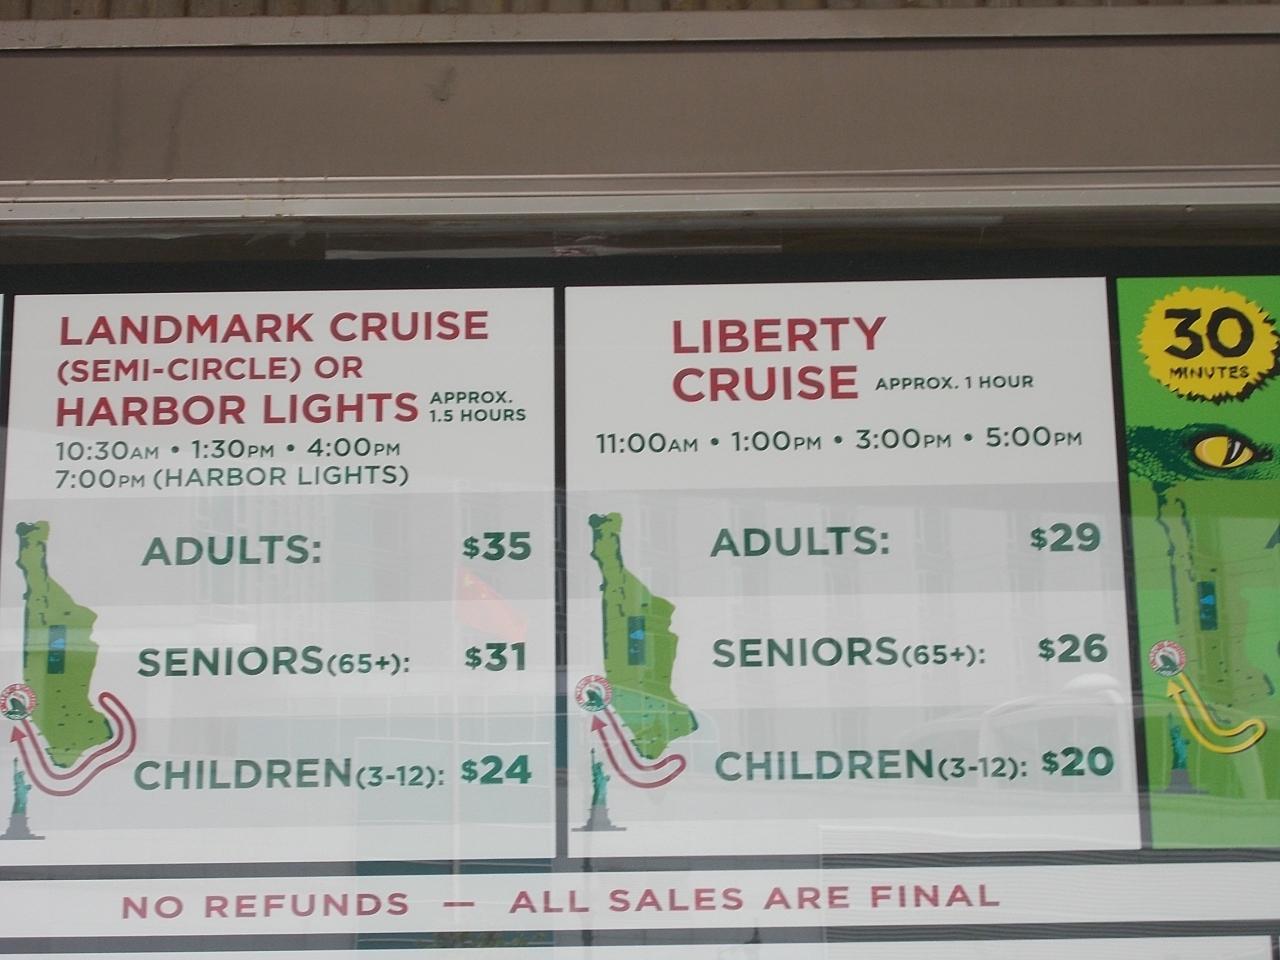 LANDMARK CRUISE
(SEMI-CIRCLE) OR
HARBOR LIGHTS APPROX. 1.5 HOURS
10:30AM • 1:30PM • 4:00PM
7:00PM (HARBOR LIGHTS)
ADULTS: $35
SENIORS(65+): $31
CHILDREN(3-12): $24
LIBERTY
CRUISE APPROX. 1 HOUR
11:00AM • 1:00PM • 3:00PM • 5:00PM
ADULTS: $29
SENIORS(65+): $26
CHILDREN(3-12): $20
30
MINUTES
NO REFUNDS — ALL SALES ARE FINAL